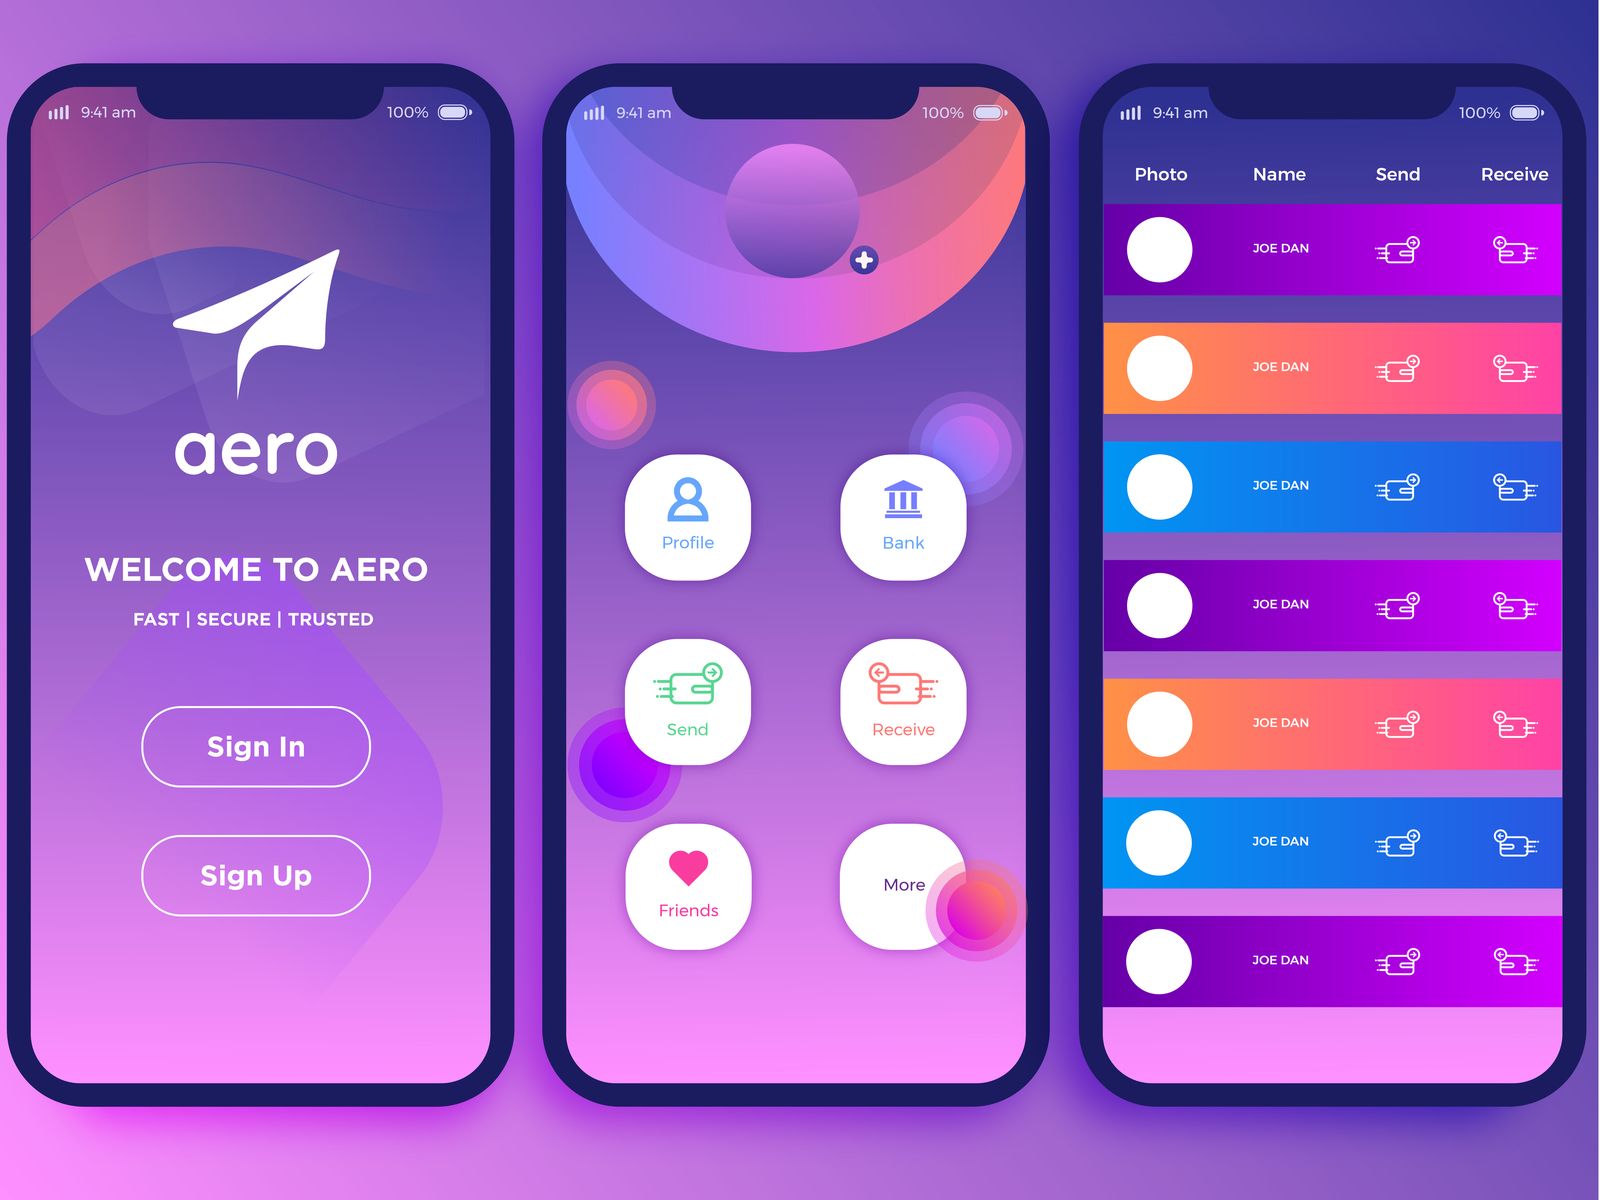 9:41 am 100%
aero
WELCOME TO AERO
FAST | SECURE | TRUSTED
Sign In
Sign Up
9:41 am 100%
Profile Bank
Send Receive
Friends More
9:41 am 100%
Photo Name Send Receive
JOE DAN
JOE DAN
JOE DAN
JOE DAN
JOE DAN
JOE DAN
JOE DAN